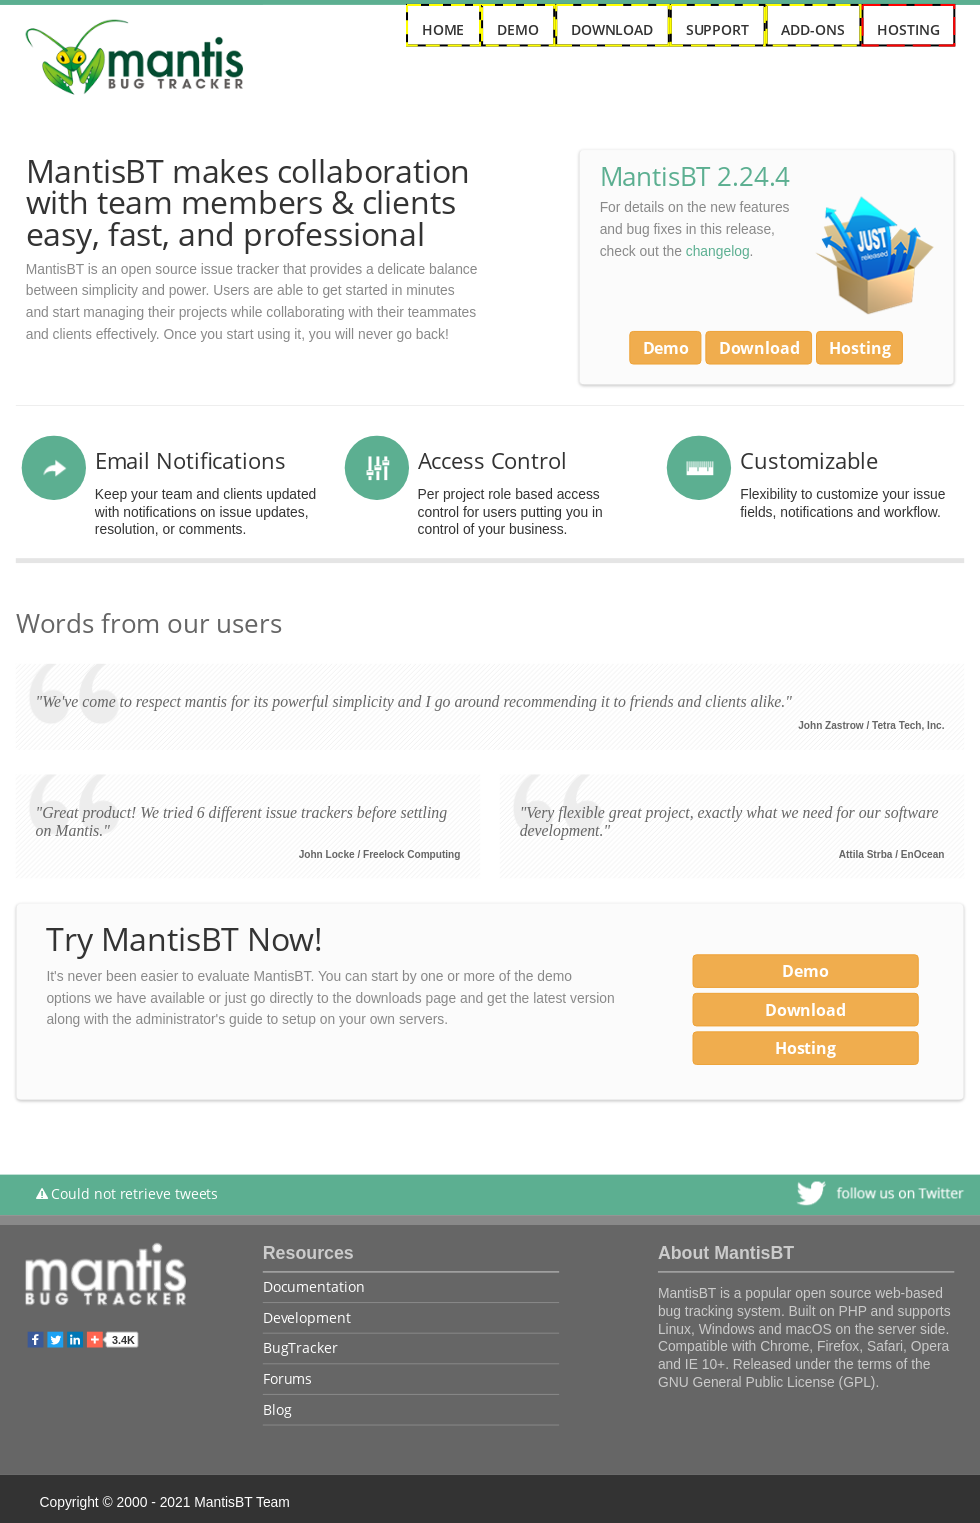 HOME DEMO DOWNLOAD SUPPORT ADD-ONS HOSTING
mantis
BUG TRACKER
MantisBT makes collaboration
with team members & clients
easy, fast, and professional
MantisBT is an open source issue tracker that provides a delicate balance
between simplicity and power. Users are able to get started in minutes
and start managing their projects while collaborating with their teammates
and clients effectively. Once you start using it, you will never go back!
MantisBT 2.24.4
For details on the new features
and bug fixes in this release,
check out the changelog.
JUST
released
Demo Download Hosting
Email Notifications
Keep your team and clients updated
with notifications on issue updates,
resolution, or comments.
Access Control
Per project role based access
control for users putting you in
control of your business.
Customizable
Flexibility to customize your issue
fields, notifications and workflow.
Words from our users
"We've come to respect mantis for its powerful simplicity and I go around recommending it to friends and clients alike."
John Zastrow / Tetra Tech, Inc.
"Great product! We tried 6 different issue trackers before settling
on Mantis."
John Locke / Freelock Computing
"Very flexible great project, exactly what we need for our software
development."
Attila Strba / EnOcean
Try MantisBT Now!
It's never been easier to evaluate MantisBT. You can start by one or more of the demo
options we have available or just go directly to the downloads page and get the latest version
along with the administrator's guide to setup on your own servers.
Demo
Download
Hosting
Could not retrieve tweets
follow us on Twitter
mantis
BUG TRACKER
3.4K
Resources
Documentation
Development
BugTracker
Forums
Blog
About MantisBT
MantisBT is a popular open source web-based
bug tracking system. Built on PHP and supports
Linux, Windows and macOS on the server side.
Compatible with Chrome, Firefox, Safari, Opera
and IE 10+. Released under the terms of the
GNU General Public License (GPL).
Copyright © 2000 - 2021 MantisBT Team